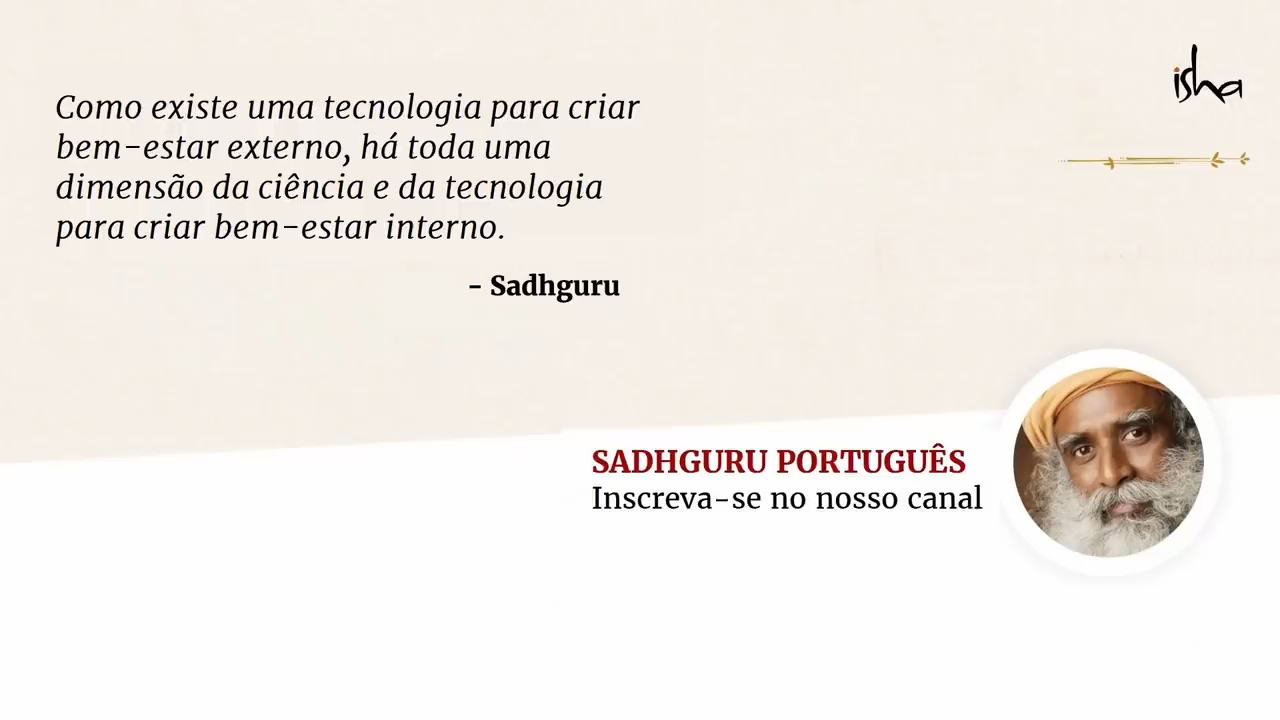 isha
Como existe uma tecnologia para criar
bem-estar externo, há toda uma
dimensão da ciência e da tecnologia
para criar bem-estar interno.
- Sadhguru
SADHGURU PORTUGUÊS
Inscreva-se no nosso canal